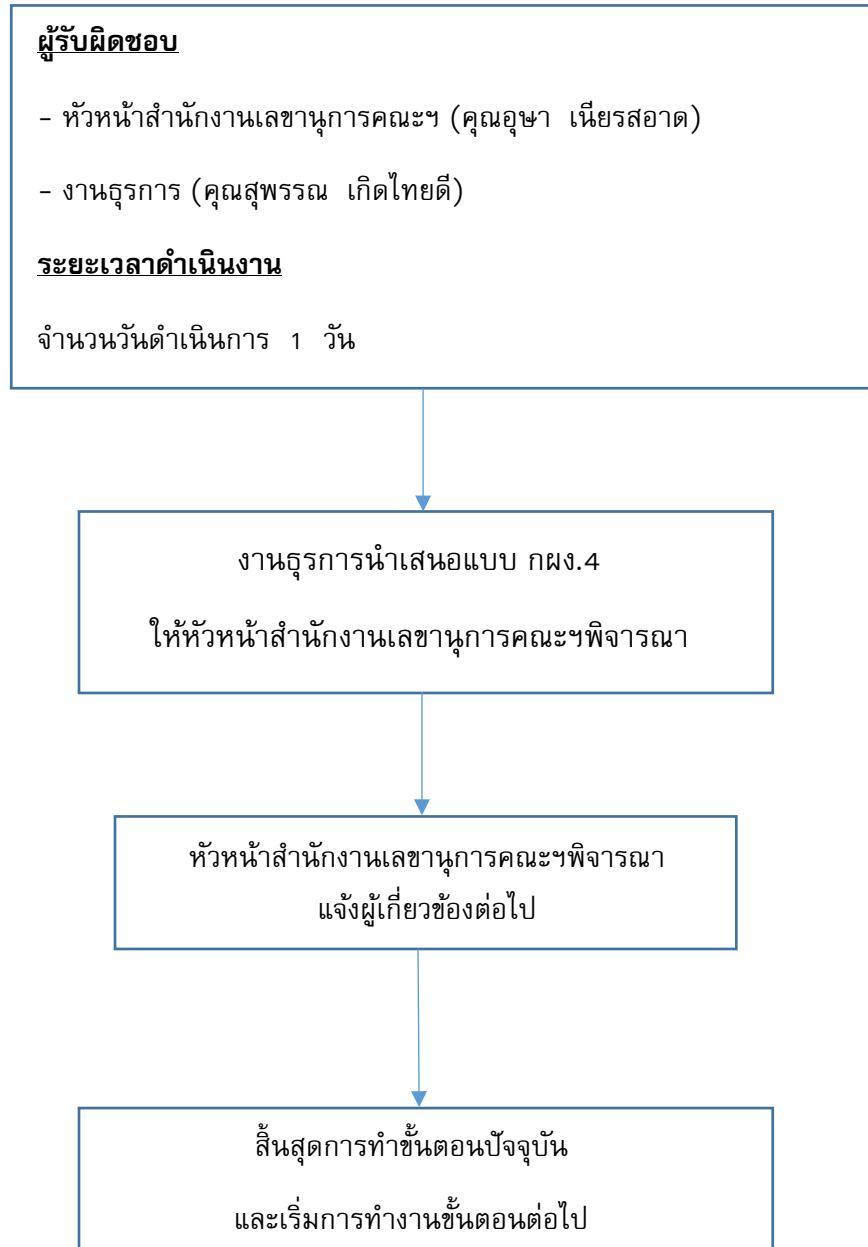 ผู้รับผิดชอบ
- หัวหน้าสำนักงานเลขานุการคณะฯ (คุณอุษา เนียรสอาด)
- งานธุรการ (คุณสุพรรณ เกิดไทยดี)
ระยะเวลาดำเนินงาน
จำนวนวันดำเนินการ 1 วัน
งานธุรการนำเสนอแบบ กผง.4
ให้หัวหน้าสำนักงานเลขานุการคณะฯพิจารณา
หัวหน้าสำนักงานเลขานุการคณะฯพิจารณา
แจ้งผู้เกี่ยวข้องต่อไป
สิ้นสุดการทำขั้นตอนปัจจุบัน
และเริ่มการทำงานขั้นตอนต่อไป